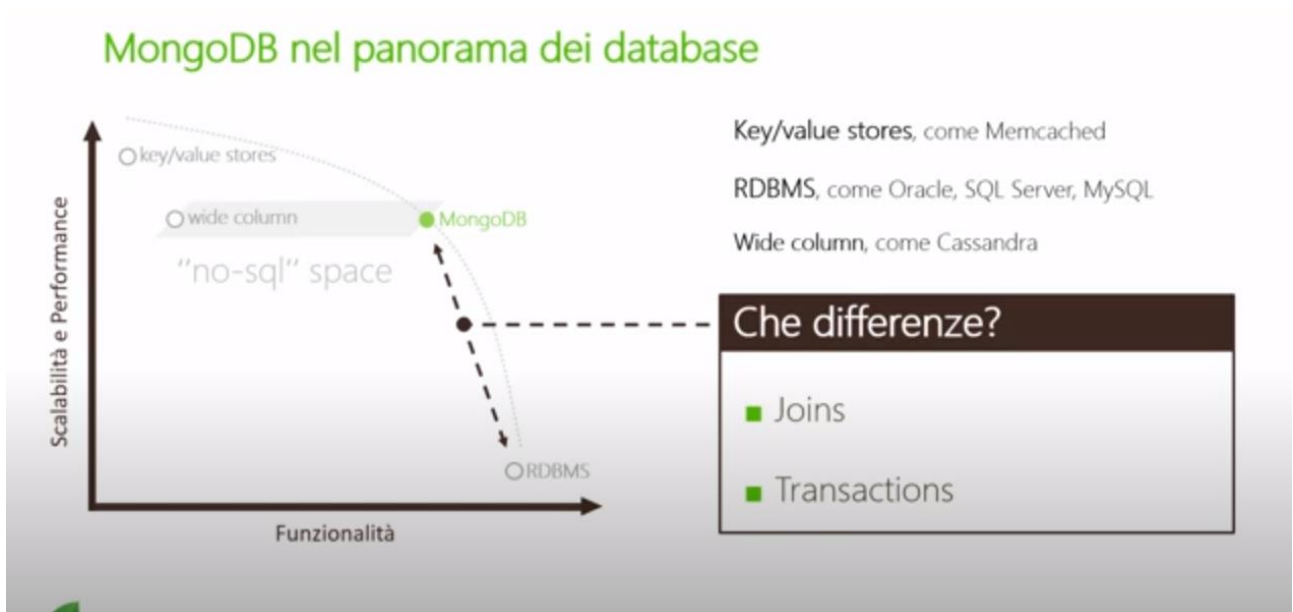 MongoDB nel panorama dei database
Scalabilità e Performance
key/value stores
wide column
MongoDB
"no-sql" space
RDBMS
Funzionalità
Key/value stores, come Memcached
RDBMS, come Oracle, SQL Server, MySQL
Wide column, come Cassandra
Che differenze?
Joins
Transactions